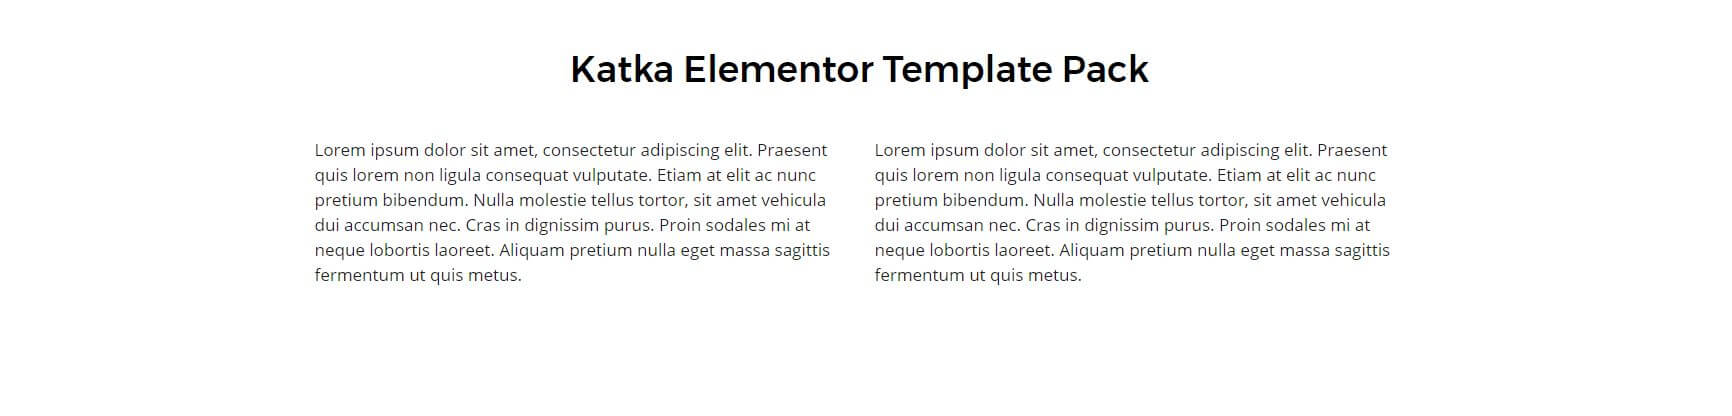 Katka Elementor Template Pack
Lorem ipsum dolor sit amet, consectetur adipiscing elit. Praesent
quis lorem non ligula consequat vulputate. Etiam at elit ac nunc
pretium bibendum. Nulla molestie tellus tortor, sit amet vehicula
dui accumsan nec. Cras in dignissim purus. Proin sodales mi at
neque lobortis laoreet. Aliquam pretium nulla eget massa sagittis
fermentum ut quis metus.
Lorem ipsum dolor sit amet, consectetur adipiscing elit. Praesent
quis lorem non ligula consequat vulputate. Etiam at elit ac nunc
pretium bibendum. Nulla molestie tellus tortor, sit amet vehicula
dui accumsan nec. Cras in dignissim purus. Proin sodales mi at
neque lobortis laoreet. Aliquam pretium nulla eget massa sagittis
fermentum ut quis metus.